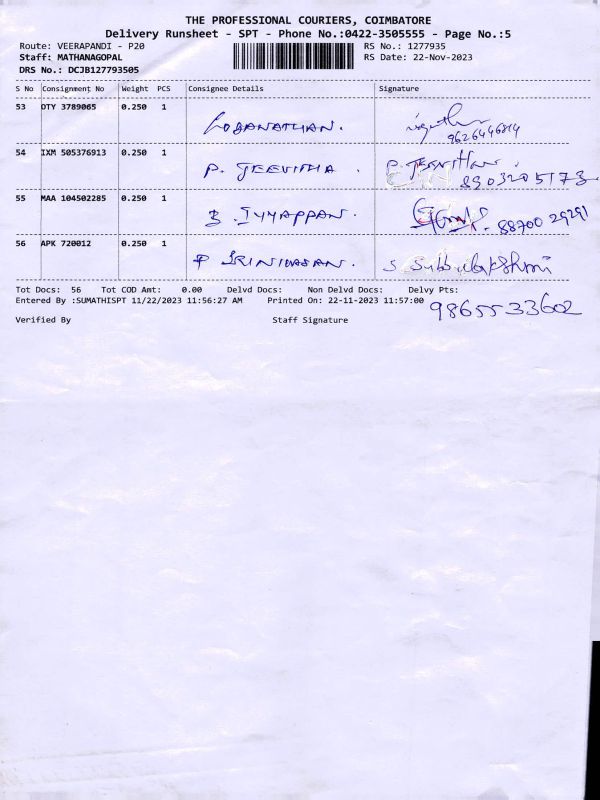 THE PROFESSIONAL COURIERS, COIMBATORE
Delivery Runsheet - SPT - Phone No.:0422-3505555 - Page No.:5
Route: VEERAPANDI - P20 RS No.: 1277935
Staff: MATHANAGOPAL RS Date: 22-Nov-2023
DRS No.: DCJB127793505
S No Consignment No Weight PCS Consignee Details Signature
53 OTY 3789065 0.250 1 LOGANATHAN.
9626446814
54 IXM 505376913 0.250 1 P. JEEVITHA.
8903205173
55 MAA 104502285 0.250 1 B. IYYAPPAN. 88700 29291
56 APK 720012 0.250 1 P SRINIVASAN. S Subbulakshmi
Tot Docs: 56 Tot COD Amt: 0.00 Delvd Docs: Non Delvd Docs: Delvy Pts:
Entered By :SUMATHISPT 11/22/2023 11:56:27 AM Printed On: 22-11-2023 11:57:00 9865533602
Verified By Staff Signature